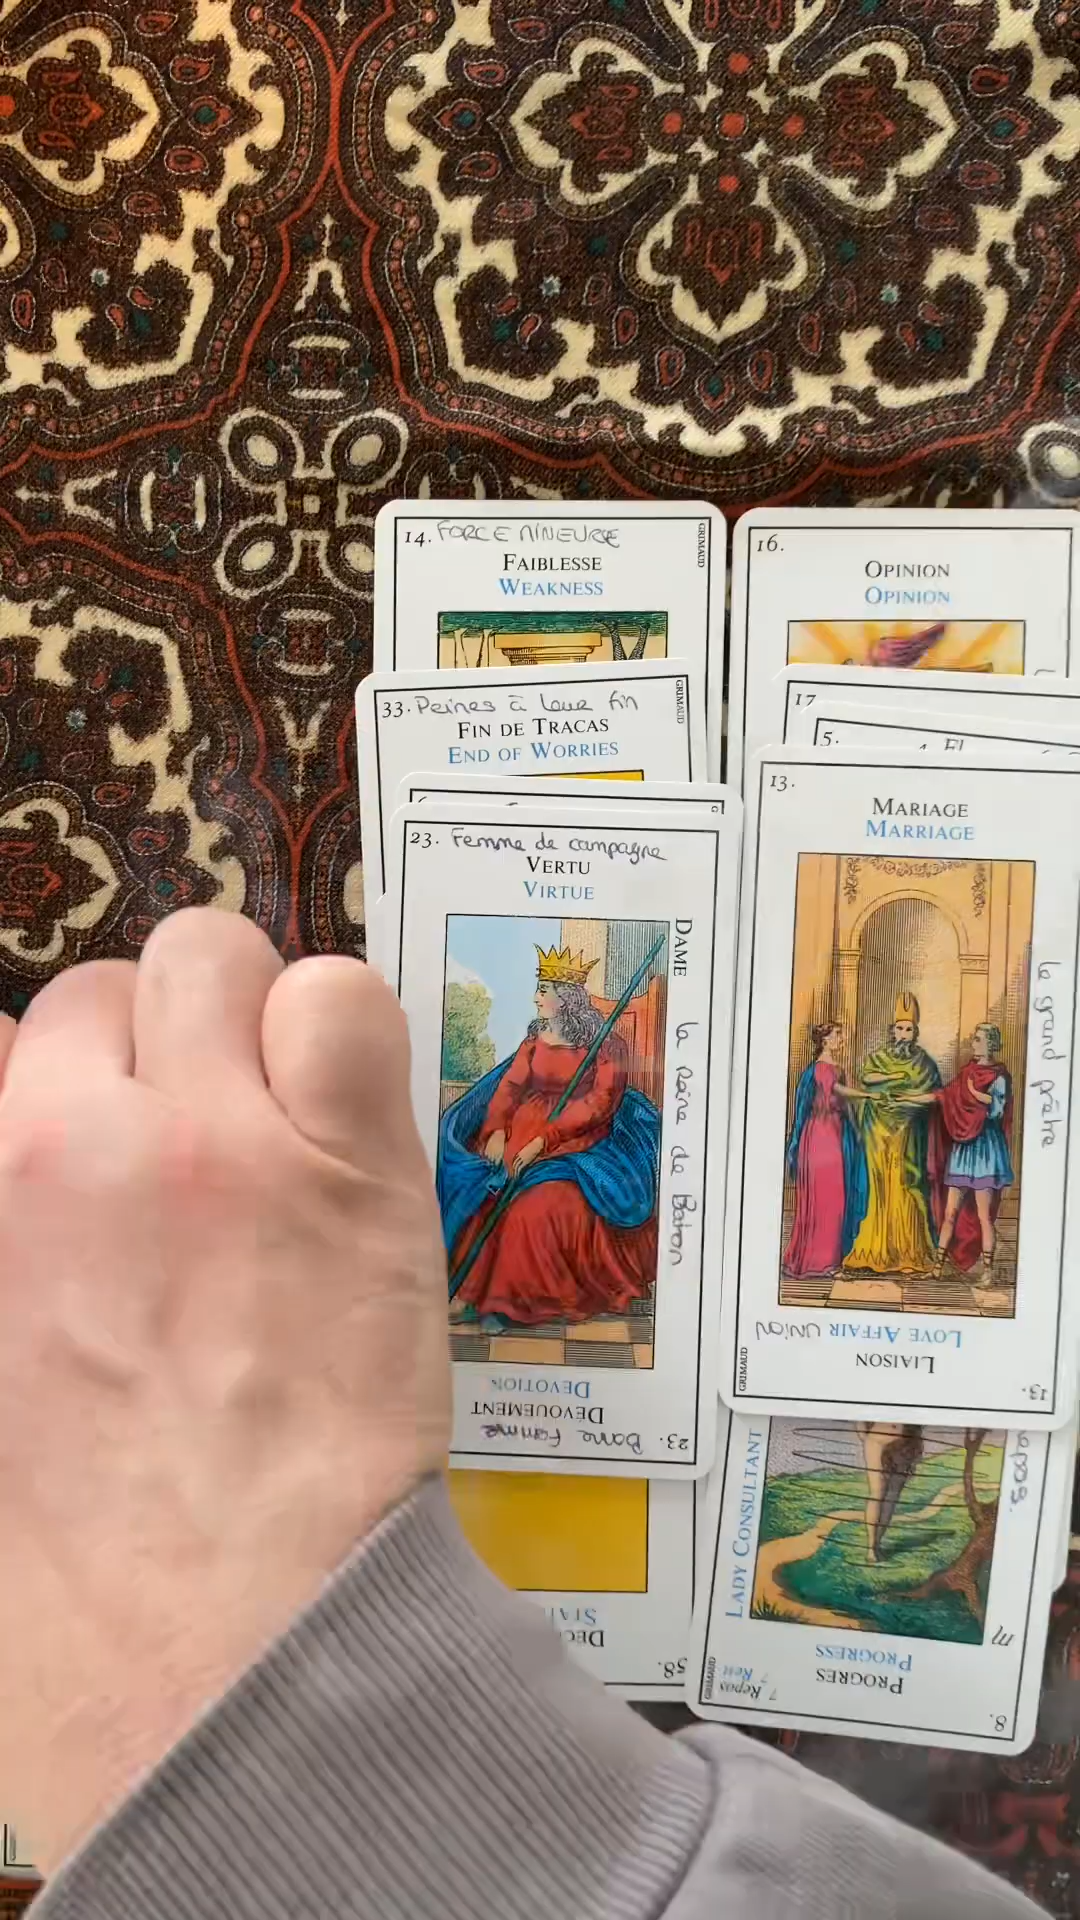 14. FORCE MINEURE
GRIMAUD
FAIBLESSE
WEAKNESS
16.
OPINION
OPINION
33. Peines à leur fin
GRIMAUD
FIN DE TRACAS
END OF WORRIES
17
5.
13.
MARIAGE
MARRIAGE
le grand prêtre
LOVE AFFAIR union
LIAISON
GRIMAUD
13.
23. Femme de campagne
VERTU
VIRTUE
DAME la reine de Baton
DEVOTION
DÉVOUEMENT
23. Bonne Femme
58.
LADY CONSULTANT
PROGRESS
PROGRES
7 Rest
7 Repos
GRIMAUD
8.